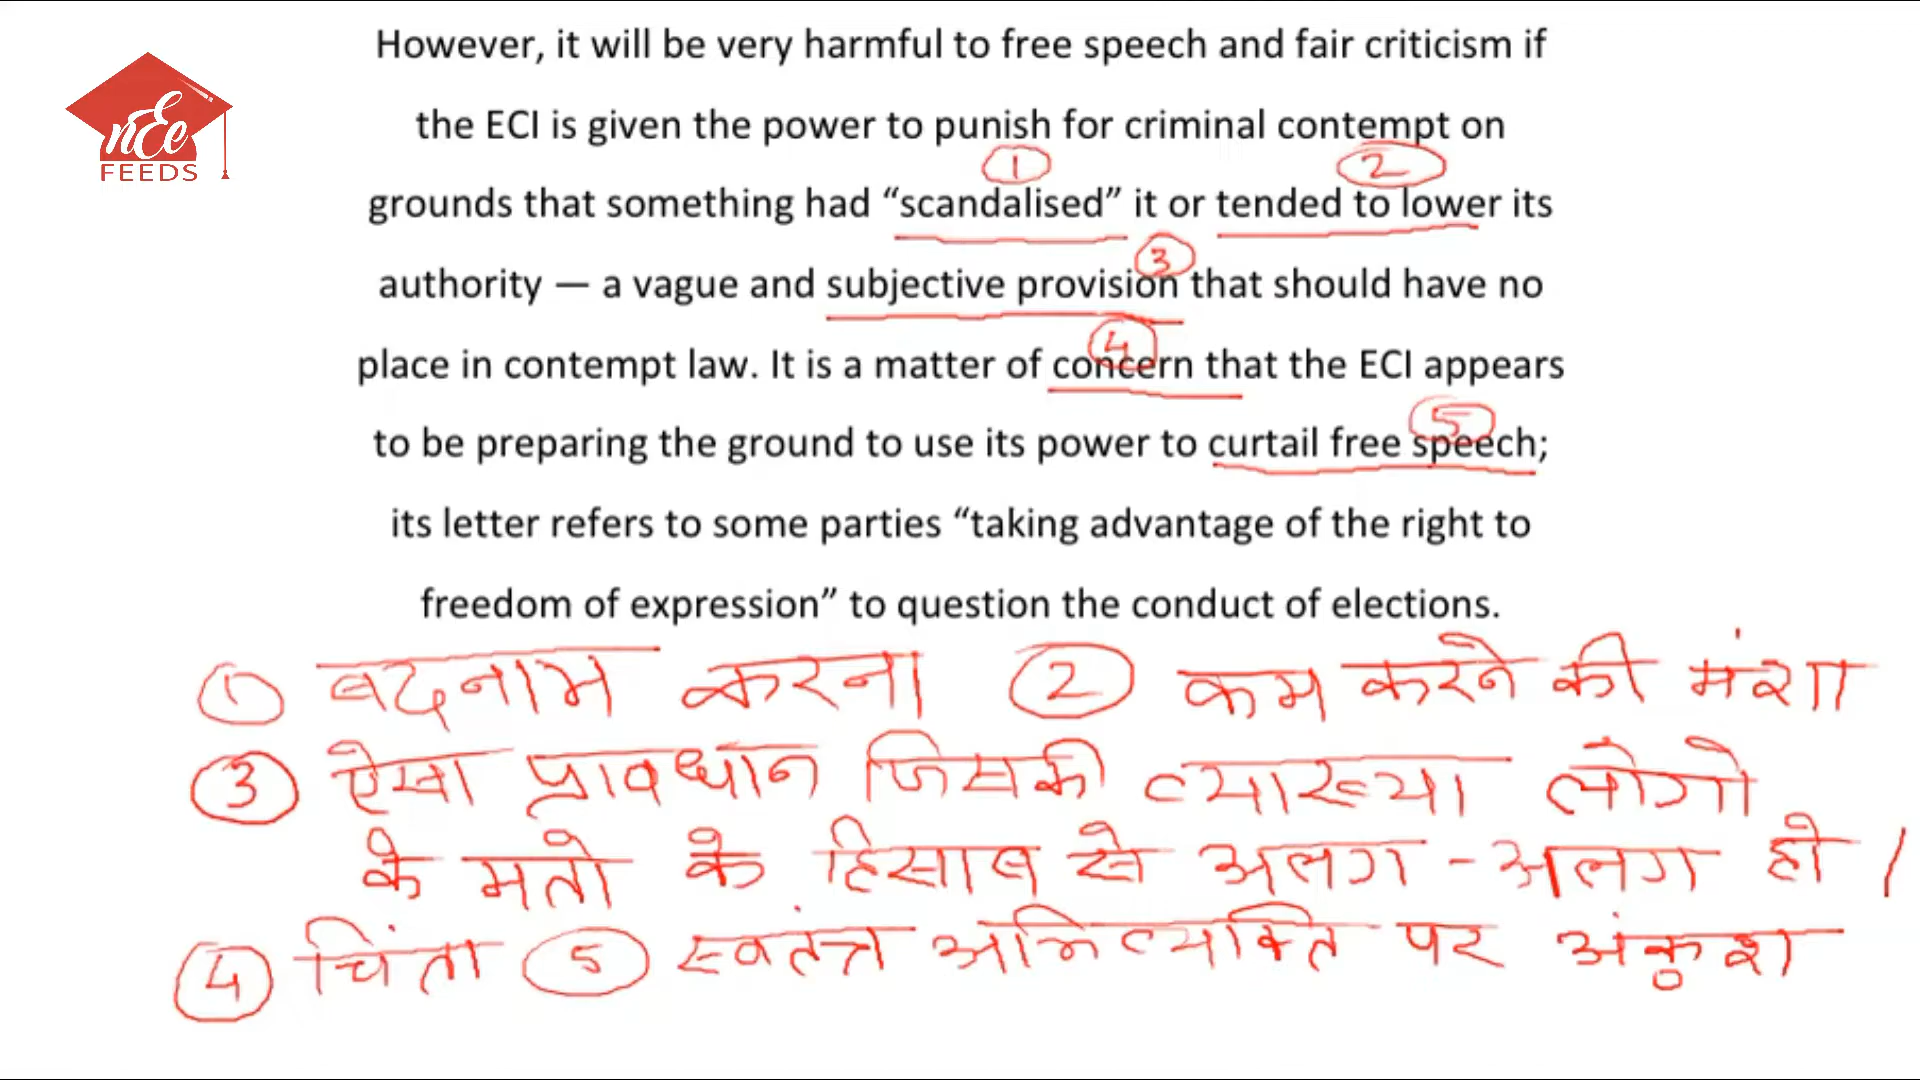 nEe
FEEDS
However, it will be very harmful to free speech and fair criticism if
the ECI is given the power to punish for criminal contempt on
1 2
grounds that something had “scandalised” it or tended to lower its
3
authority — a vague and subjective provision that should have no
4
place in contempt law. It is a matter of concern that the ECI appears
5
to be preparing the ground to use its power to curtail free speech;
its letter refers to some parties “taking advantage of the right to
freedom of expression” to question the conduct of elections.
1 बदनाम करना 2 कम करने की मंशा
3 ऐसा प्रावधान जिसकी व्याख्या लोगो
के मतो के हिसाब से अलग - अलग हो ।
4 चिंता 5 स्वतंत्र अभिव्यक्ति पर अंकुश